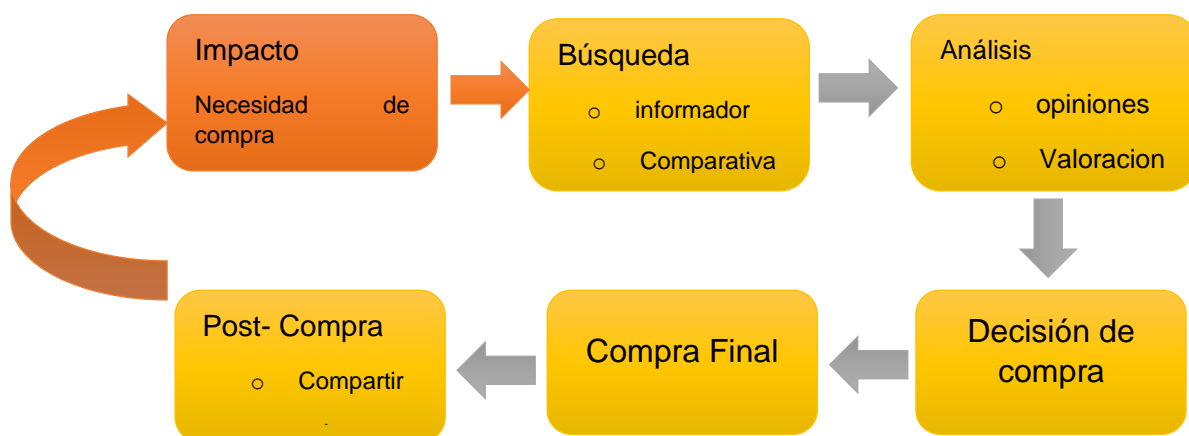 Impacto
Necesidad de
compra
Búsqueda
o informador
o Comparativa
Análisis
o opiniones
o Valoracion
Decisión de
compra
Compra Final
Post- Compra
o Compartir